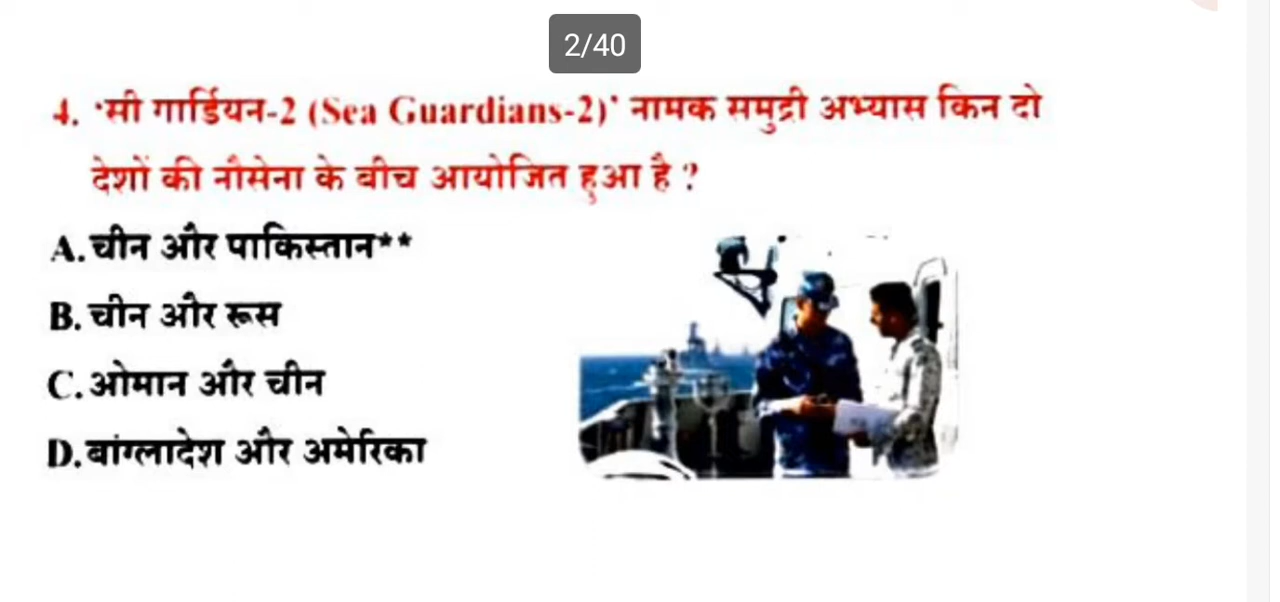 2/40
4. 'सी गार्डियन-2 (Sea Guardians-2)' नामक समुद्री अभ्यास किन दो
देशों की नौसेना के बीच आयोजित हुआ है ?
A. चीन और पाकिस्तान**
B. चीन और रूस
C. ओमान और चीन
D. बांग्लादेश और अमेरिका